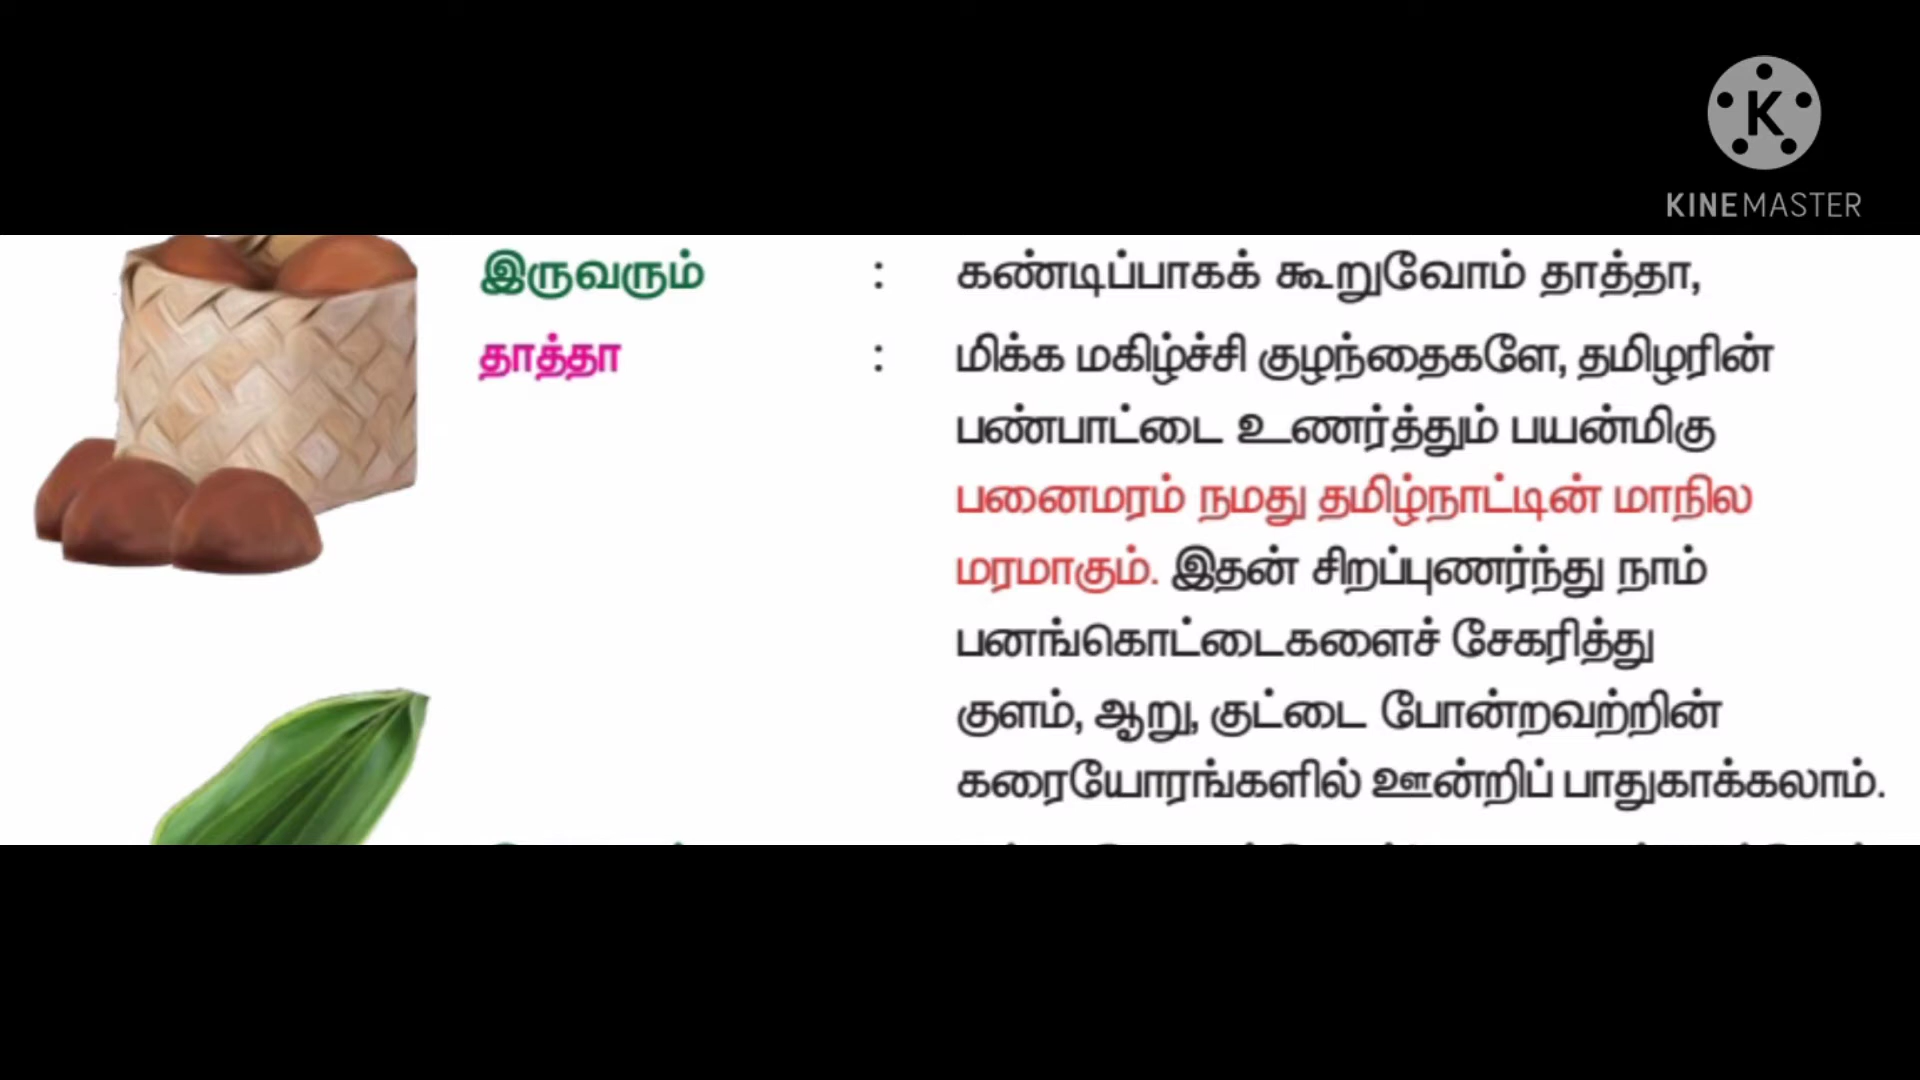 K
KINEMASTER
இருவரும் : கண்டிப்பாகக் கூறுவோம் தாத்தா,
தாத்தா : மிக்க மகிழ்ச்சி குழந்தைகளே, தமிழரின்
பண்பாட்டை உணர்த்தும் பயன்மிகு
பனைமரம் நமது தமிழ்நாட்டின் மாநில
மரமாகும். இதன் சிறப்புணர்ந்து நாம்
பனங்கொட்டைகளைச் சேகரித்து
குளம், ஆறு, குட்டை போன்றவற்றின்
கரையோரங்களில் ஊன்றிப் பாதுகாக்கலாம்.